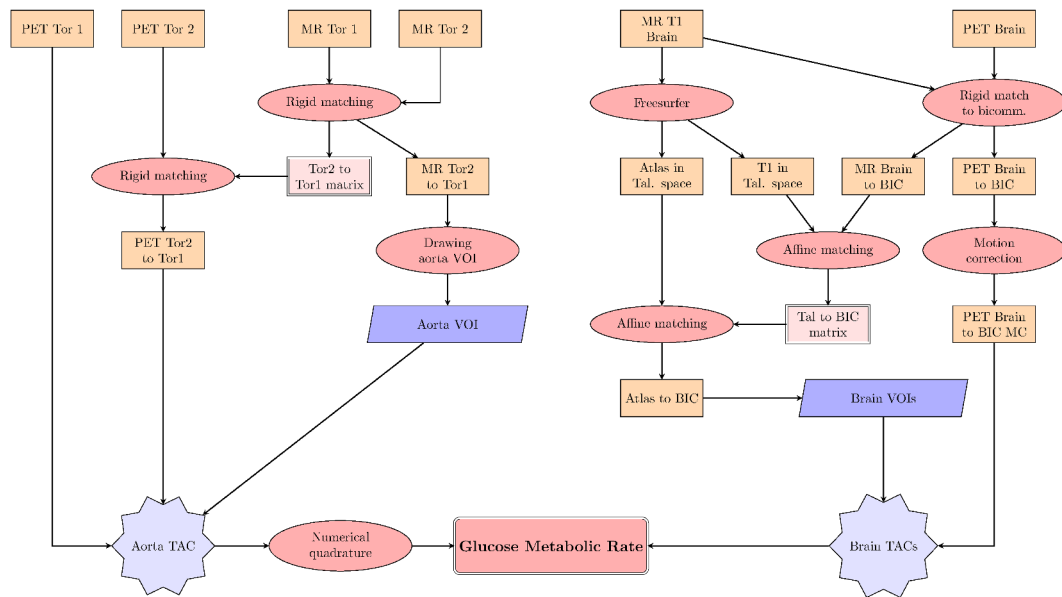 PET Tor 1
PET Tor 2
MR Tor 1
MR Tor 2
MR T1
Brain
PET Brain
Rigid matching
Freesurfer
Rigid match
to bicomm.
Rigid matching
Tor2 to
Tor1 matrix
MR Tor2
to Tor1
Atlas in
Tal. space
T1 in
Tal. space
MR Brain
to BIC
PET Brain
to BIC
PET Tor2
to Tor1
Drawing
aorta VOI
Affine matching
Motion
correction
Aorta VOI
Affine matching
Tal to BIC
matrix
PET Brain
to BIC MC
Atlas to BIC
Brain VOIs
Aorta TAC
Numerical
quadrature
Glucose Metabolic Rate
Brain TACs